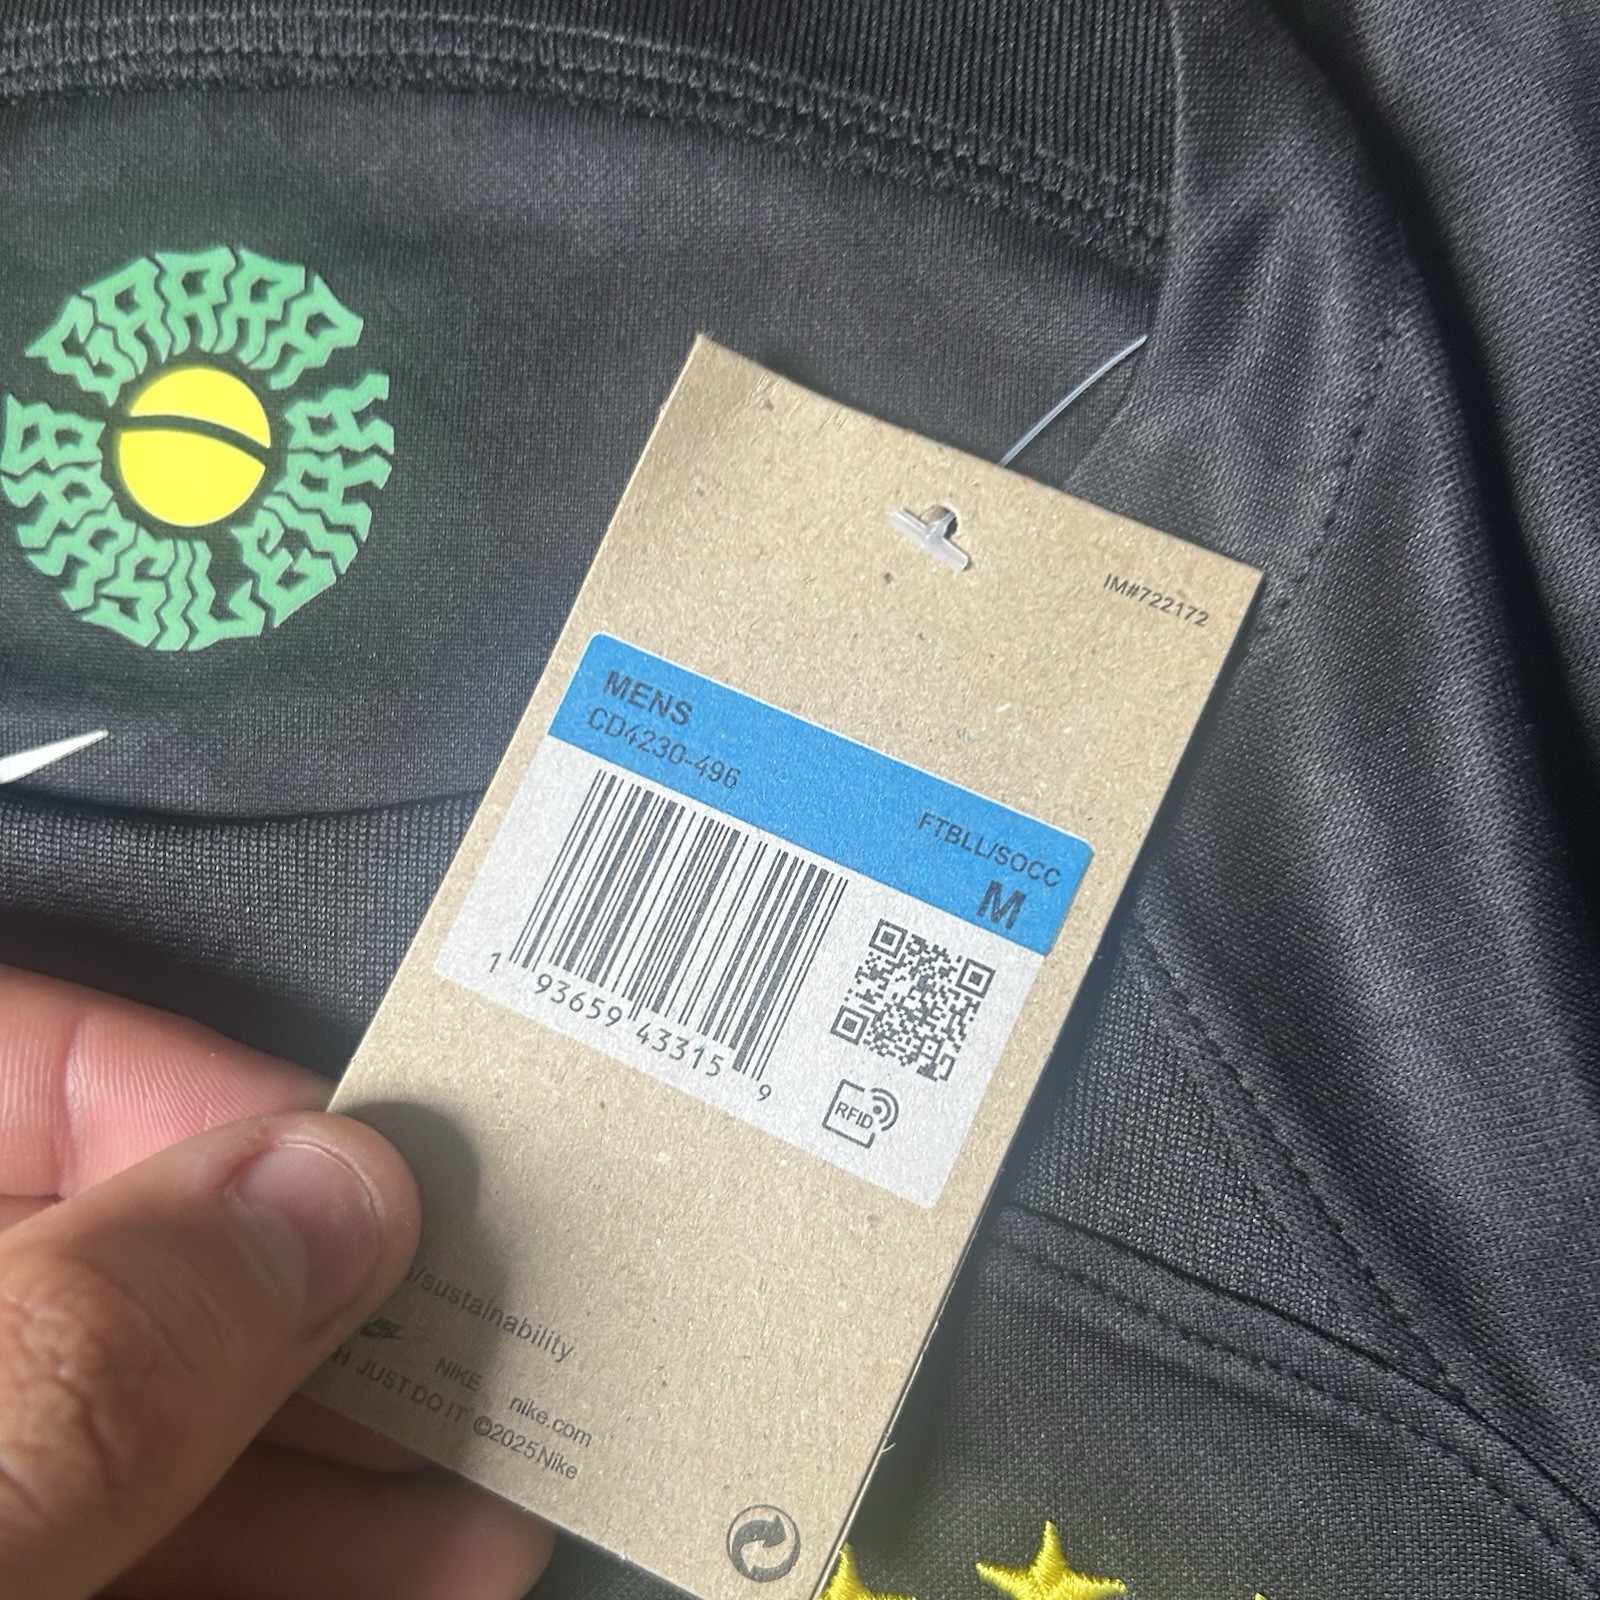 GARRA
BRASILEIRA
IM#722172
MENS
CD4230-496
FTBLL/SOCC
M
1 93659 43315 9
RFID
/sustainability
NIKE nike.com
H JUST DO IT ©2025 Nike